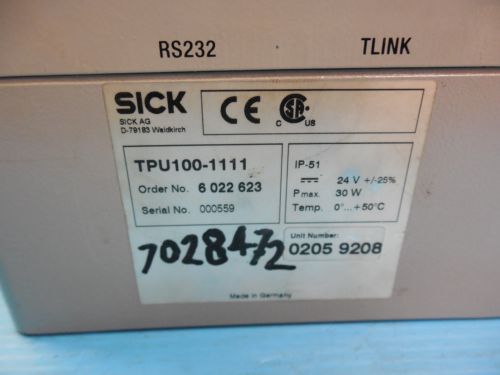 RS232 TLINK
SICK
SICK AG
D-79183 Waldkirch
CE
C US
TPU100-1111
Order No. 6 022 623
Serial No. 000559
IP-51
24 V +/-25%
P max. 30 W
Temp. 0°...+50°C
Unit Number:
0205 9208
7028472
Made in Germany